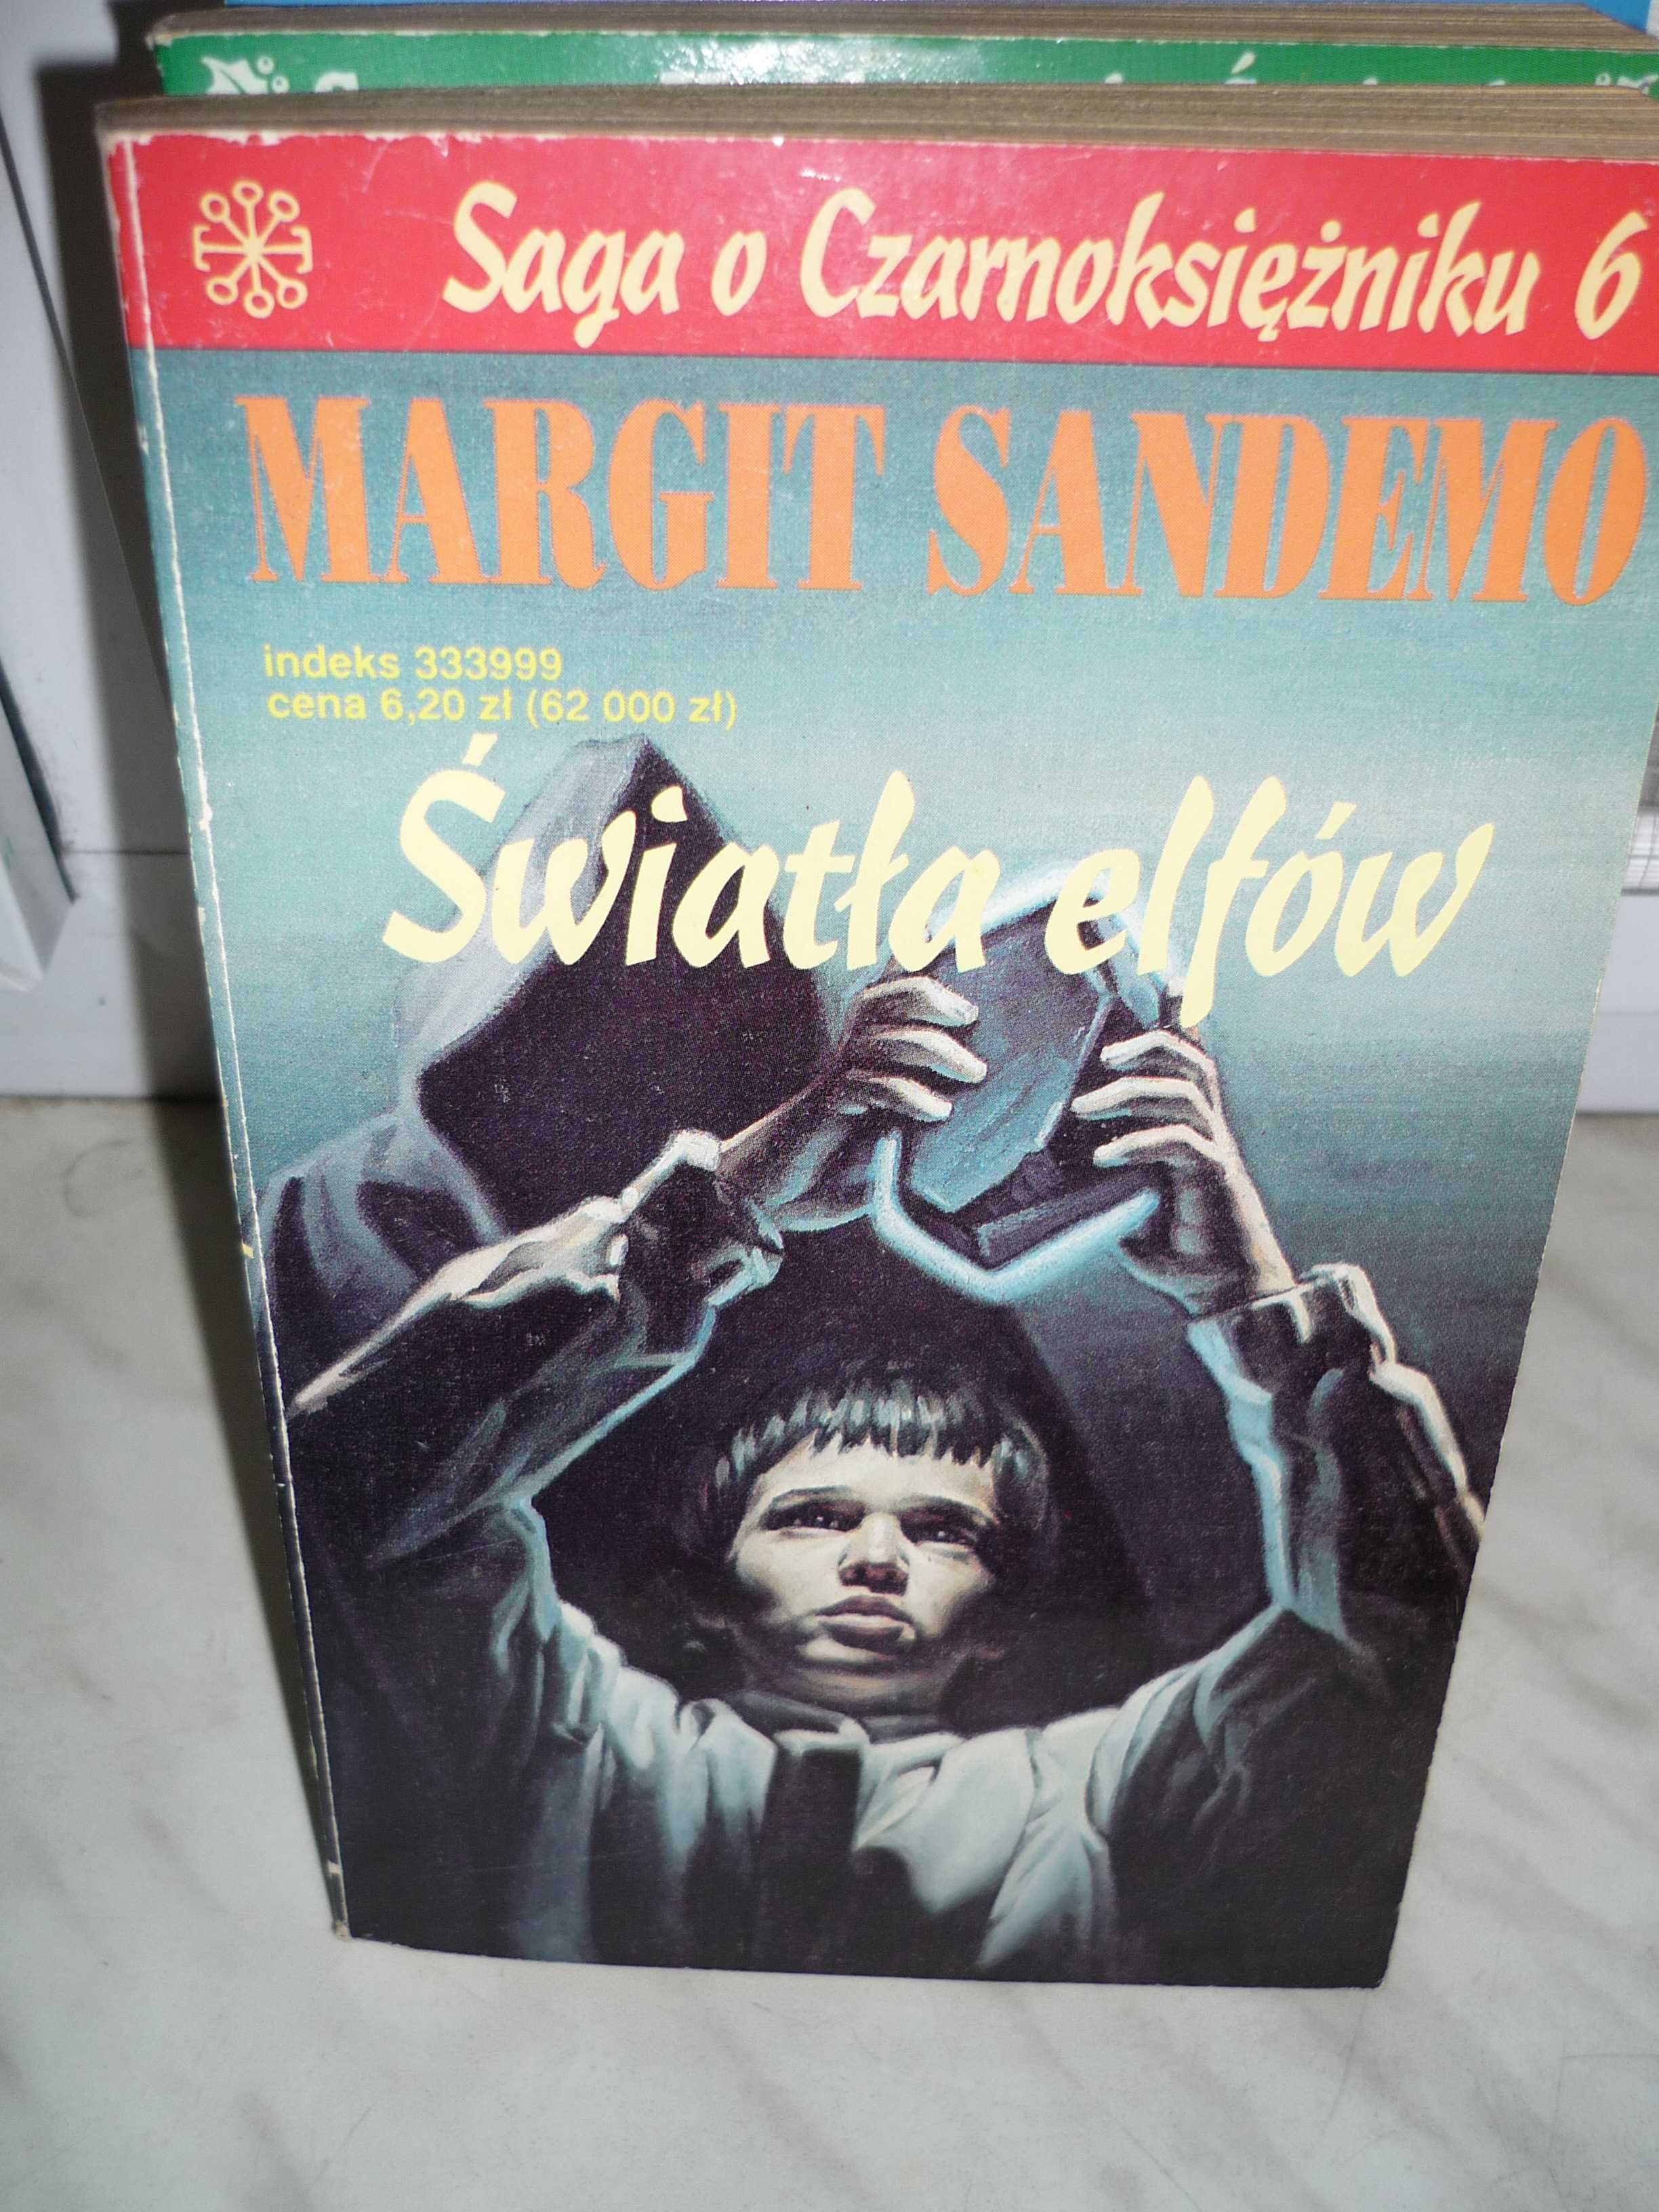 Saga o Czarnoksiężniku 6
MARGIT SANDEMO
indeks 333999
cena 6,20 zł (62 000 zł)
Światła elfów